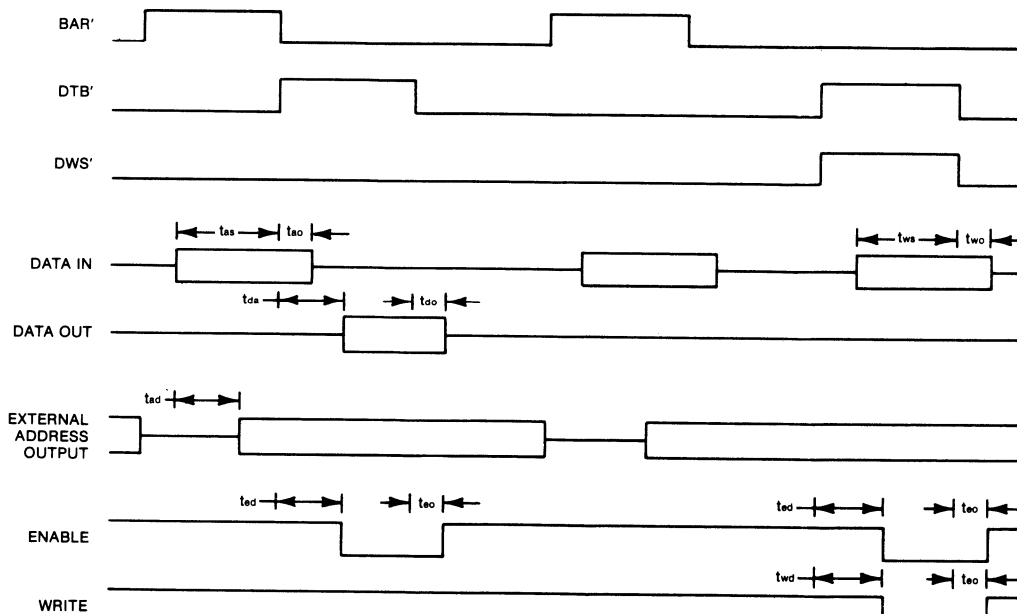 BAR'
DTB'
DWS'
tas tao tws two
DATA IN
tda tdo
DATA OUT
tad
EXTERNAL
ADDRESS
OUTPUT
ted teo ted teo
ENABLE
twd teo
WRITE